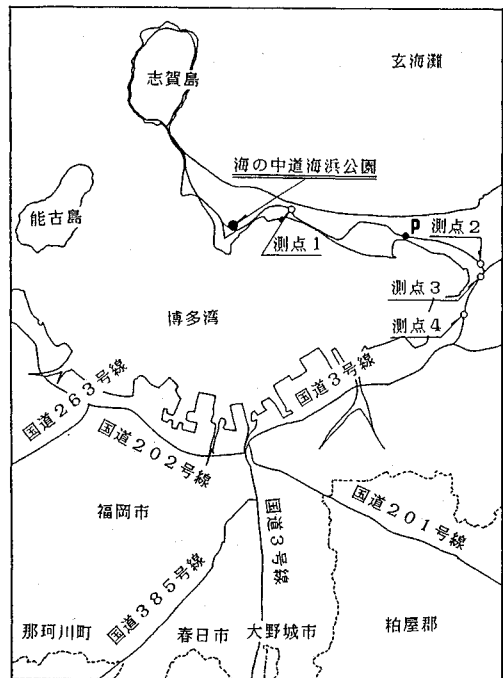 玄海灘
志賀島
海の中道海浜公園
能古島
P
測点2
測点1
測点3
博多湾
測点4
国道3号線
国道263号線
国道202号線
国道201号線
福岡市
国道3号線
国道385号線
那珂川町
春日市
大野城市
粕屋郡